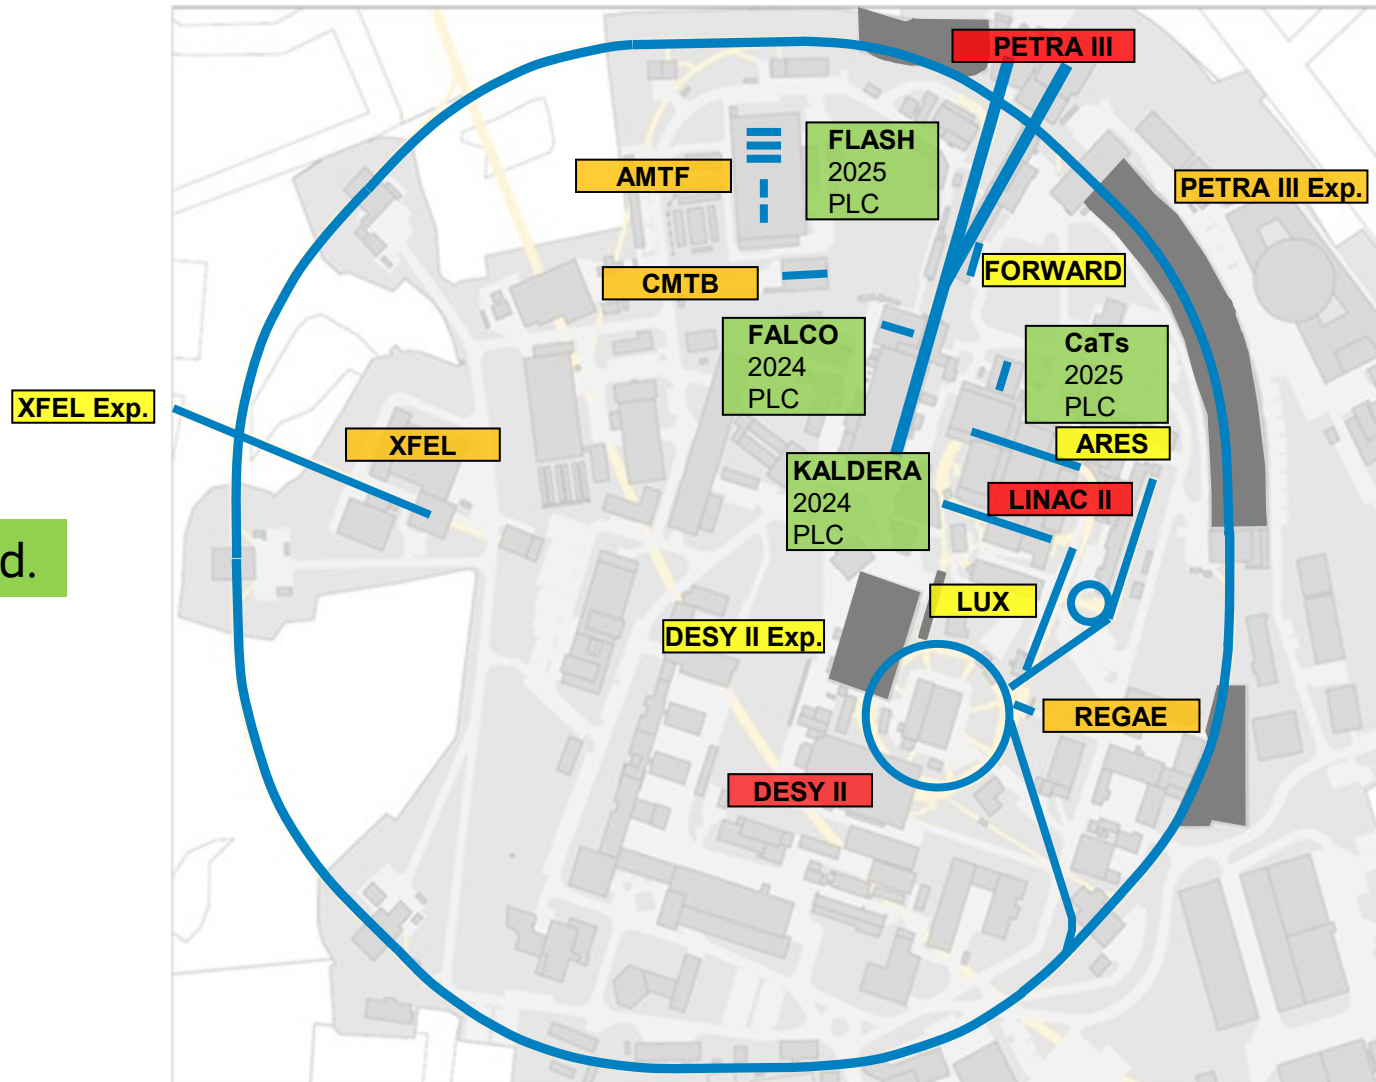 PETRA III
FLASH
2025
PLC
AMTF
PETRA III Exp.
FORWARD
CMTB
FALCO
2024
PLC
CaTs
2025
PLC
XFEL Exp.
XFEL
ARES
KALDERA
2024
PLC
LINAC II
d.
LUX
DESY II Exp.
REGAE
DESY II